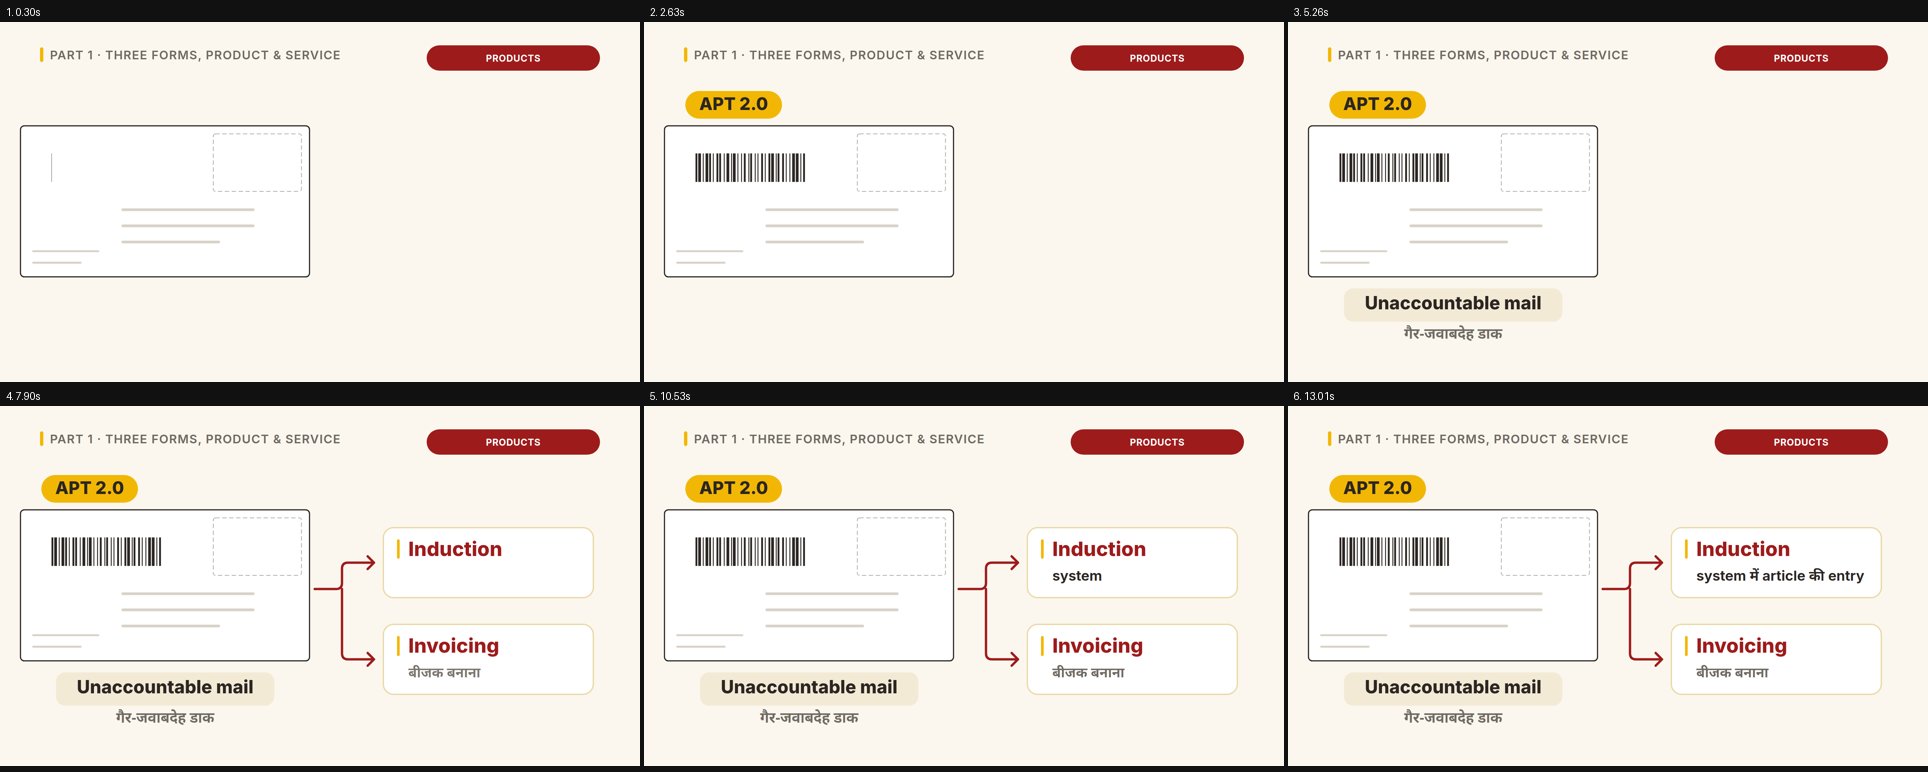 1. 0.30s
PART 1 · THREE FORMS, PRODUCT & SERVICE
PRODUCTS
2. 2.63s
PART 1 · THREE FORMS, PRODUCT & SERVICE
PRODUCTS
APT 2.0
3. 5.26s
PART 1 · THREE FORMS, PRODUCT & SERVICE
PRODUCTS
APT 2.0
Unaccountable mail
गैर-जवाबदेह डाक
4. 7.90s
PART 1 · THREE FORMS, PRODUCT & SERVICE
PRODUCTS
APT 2.0
Induction
Invoicing
बीजक बनाना
Unaccountable mail
गैर-जवाबदेह डाक
5. 10.53s
PART 1 · THREE FORMS, PRODUCT & SERVICE
PRODUCTS
APT 2.0
Induction
system
Invoicing
बीजक बनाना
Unaccountable mail
गैर-जवाबदेह डाक
6. 13.01s
PART 1 · THREE FORMS, PRODUCT & SERVICE
PRODUCTS
APT 2.0
Induction
system में article की entry
Invoicing
बीजक बनाना
Unaccountable mail
गैर-जवाबदेह डाक